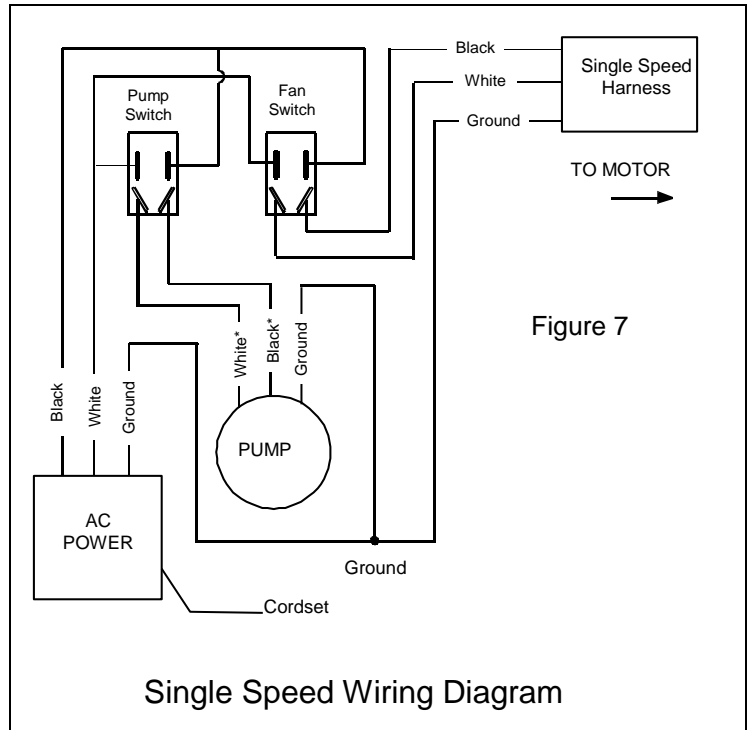 Black
White
Ground
Single Speed
Harness
TO MOTOR
Pump
Switch
Fan
Switch
Figure 7
White*
Black*
Ground
Black
White
Ground
PUMP
AC
POWER
Ground
Cordset
Single Speed Wiring Diagram